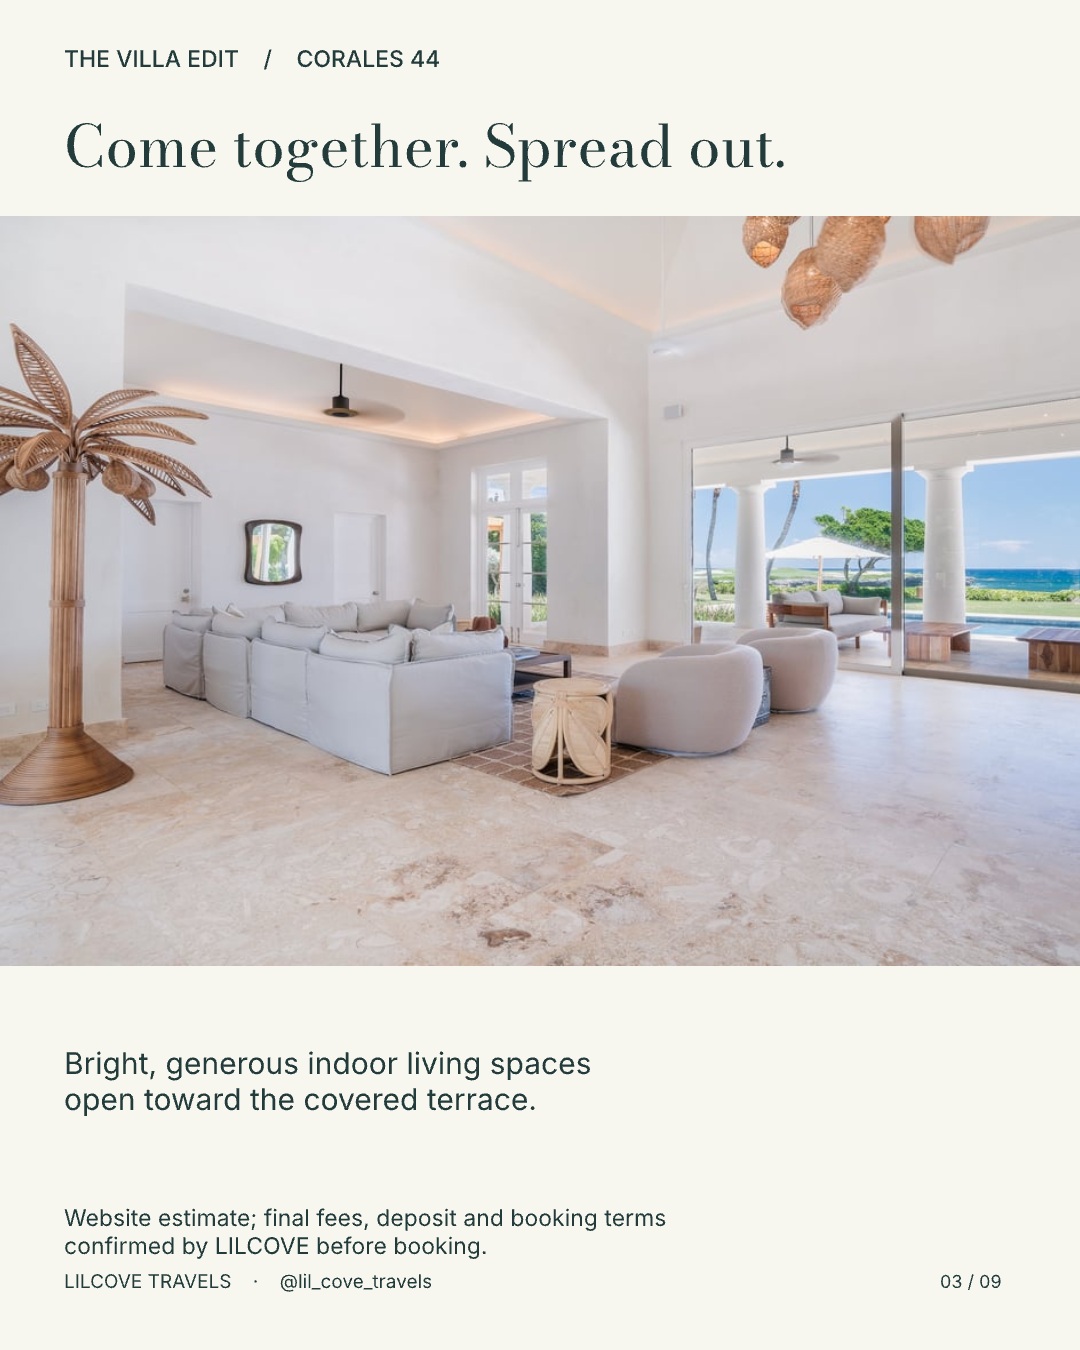 THE VILLA EDIT / CORALES 44
Come together. Spread out.
Bright, generous indoor living spaces
open toward the covered terrace.
Website estimate; final fees, deposit and booking terms
confirmed by LILCOVE before booking.
LILCOVE TRAVELS · @lil_cove_travels
03 / 09